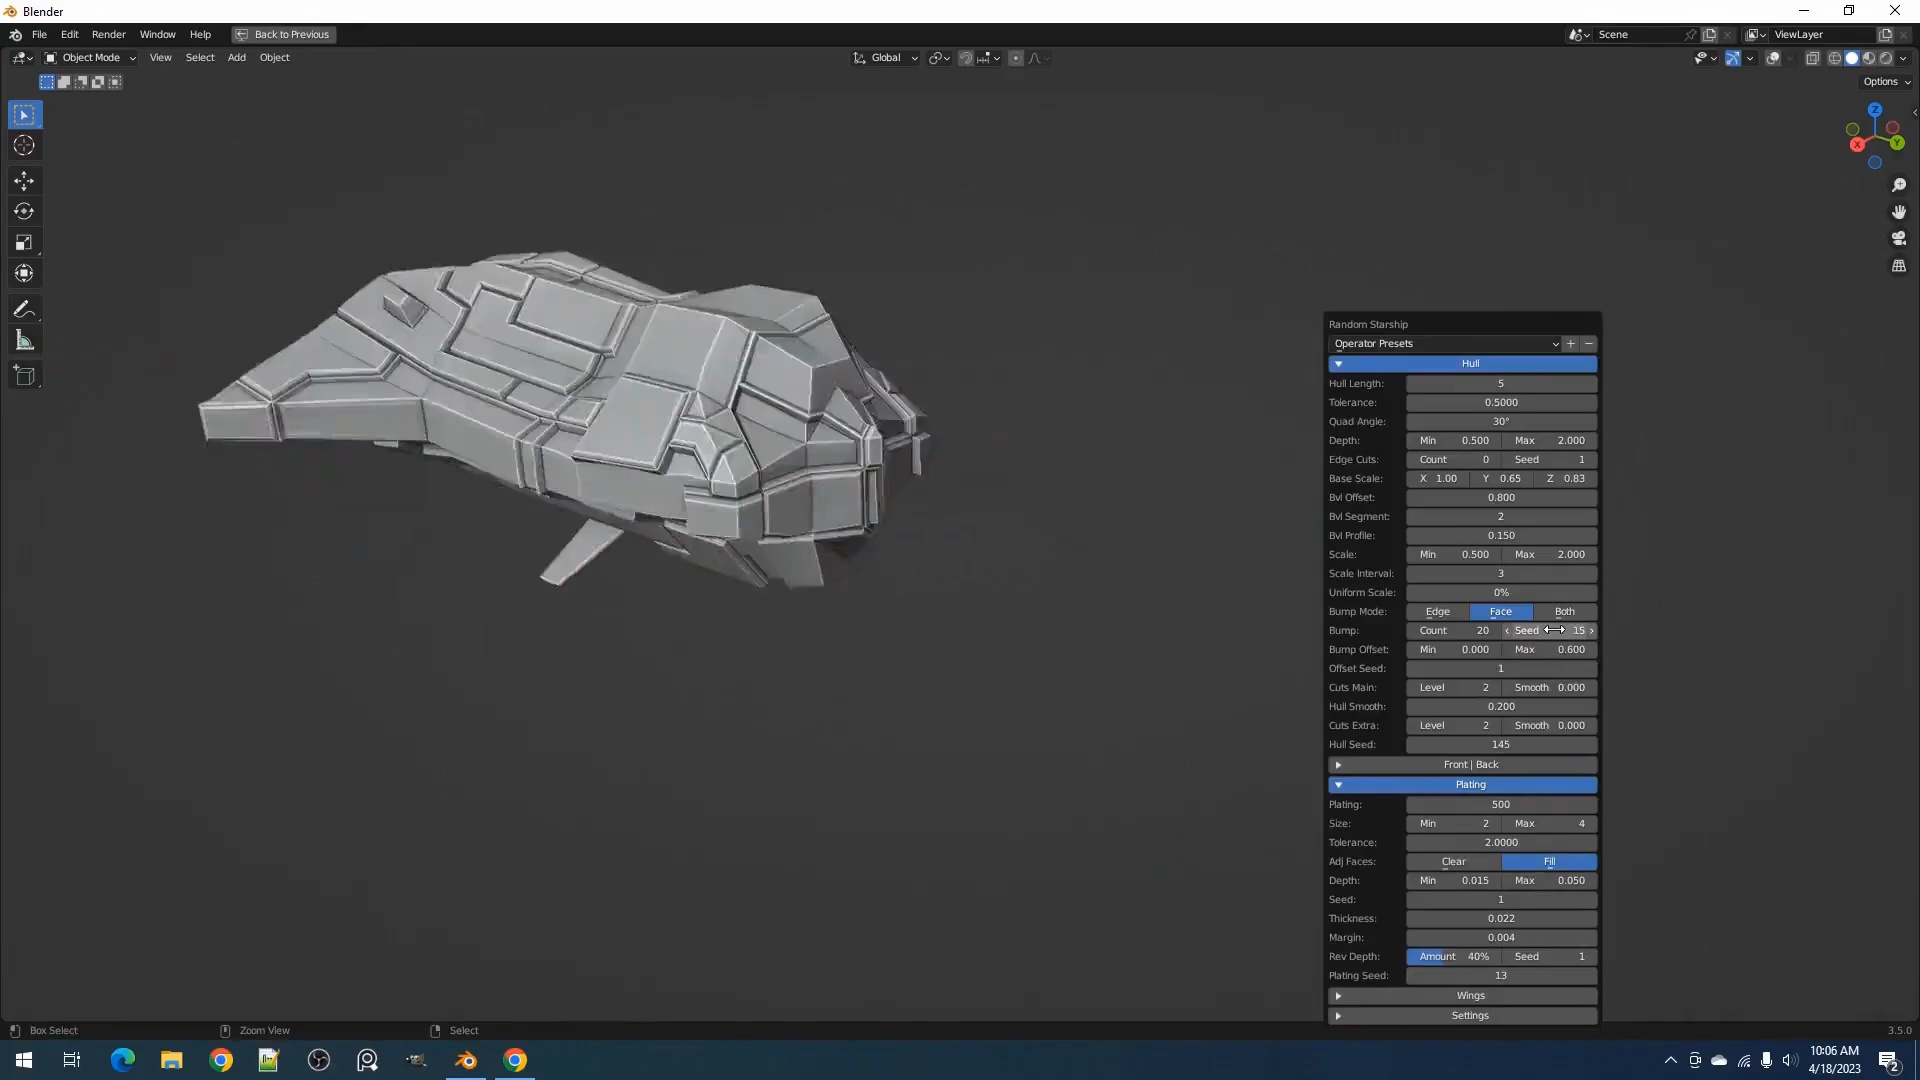 Blender
File Edit Render Window Help Back to Previous Scene ViewLayer
Object Mode View Select Add Object Global
Options
Z
X Y
Random Starship
Operator Presets
Hull
Hull Length: 5
Tolerance: 0.5000
Quad Angle: 30°
Depth: Min 0.500 Max 2.000
Edge Cuts: Count 0 Seed 1
Base Scale: X 1.00 Y 0.65 Z 0.83
Bvl Offset: 0.800
Bvl Segment: 2
Bvl Profile: 0.150
Scale: Min 0.500 Max 2.000
Scale Interval: 3
Uniform Scale: 0%
Bump Mode: Edge Face Both
Bump: Count 20 Seed 15
Bump Offset: Min 0.000 Max 0.600
Offset Seed: 1
Cuts Main: Level 2 Smooth 0.000
Hull Smooth: 0.200
Cuts Extra: Level 2 Smooth 0.000
Hull Seed: 145
Front | Back
Plating
Plating: 500
Size: Min 2 Max 4
Tolerance: 2.0000
Adj Faces: Clear Fill
Depth: Min 0.015 Max 0.050
Seed: 1
Thickness: 0.022
Margin: 0.004
Rev Depth: Amount 40% Seed 1
Plating Seed: 13
Wings
Settings
Box Select Zoom View Select 3.5.0
10:06 AM
4/18/2023
2